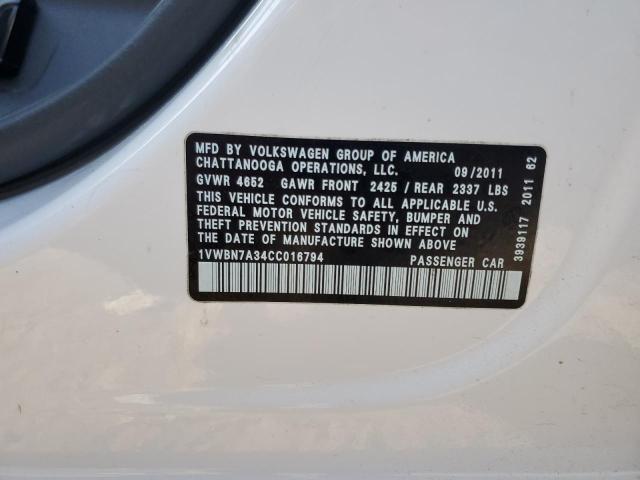 MFD BY VOLKSWAGEN GROUP OF AMERICA
CHATTANOOGA OPERATIONS, LLC. 09/2011
GVWR 4652 GAWR FRONT 2425 / REAR 2337 LBS
THIS VEHICLE CONFORMS TO ALL APPLICABLE U.S.
FEDERAL MOTOR VEHICLE SAFETY, BUMPER AND
THEFT PREVENTION STANDARDS IN EFFECT ON
THE DATE OF MANUFACTURE SHOWN ABOVE
1VWBN7A34CC016794 PASSENGER CAR
3939117 2011 62